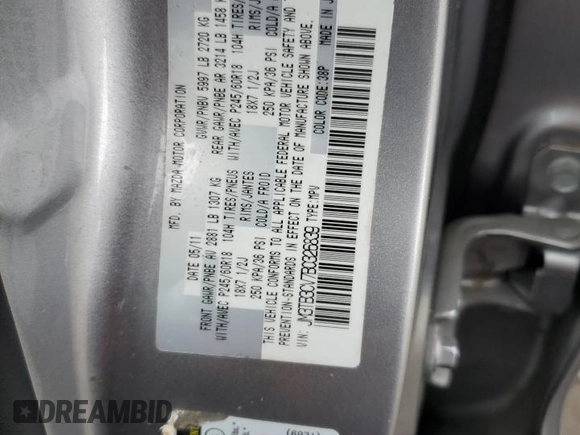 MFD. BY MAZDA MOTOR CORPORATION
DATE 05/11
GVWR/PNBV 5997 LB 2720 KG
FRONT GAWR/PNBE AV 2881 LB 1307 KG
REAR GAWR/PNBE AR 3214 LB 1458
WITH/AVEC P245/60R18 104H TIRES/PNEUS
WITH/AVEC P245/60R18 104H TIRES/
18X7 1/2J RIMS/JANTES
18X7 1/2J RIMS/
250 KPA/36 PSI COLD/A FROID
250 KPA/36 PSI COLD/A
THIS VEHICLE CONFORMS TO ALL APPLICABLE FEDERAL MOTOR VEHICLE SAFETY AND
PREVENTION STANDARDS IN EFFECT ON THE DATE OF MANUFACTURE SHOWN ABOVE.
VIN: JM3TB3CV7B0326839 TYPE:MPV
COLOR CODE:38P MADE IN
DREAMBID